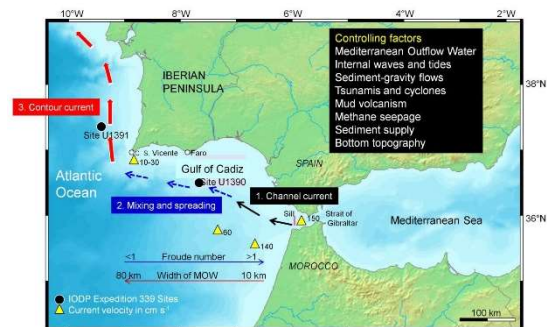 10°W
8°W
6°W
4°W
↑2°W
Controlling factors
Mediterranean Outflow Water
Internal waves and tides
Sediment-gravity flows
Tsunamis and cyclones
Mud volcanism
Methane seepage
Sediment supply
Bottom topography
38°N
IBERIAN
PENINSULA
3. Contour current
Site U1391
C. S. Vicente
Faro
10-30
SPAIN
Gulf of Cadiz
Site U1390
1. Channel current
Atlantic
Ocean
2. Mixing and spreading
Sill
150
Strait of
Gibraltar
Mediterranean Sea
36°N
60
140
<1 Froude number >1
80 km Width of MOW 10 km
MOROCCO
IODP Expedition 339 Sites
Current velocity in cm s⁻¹
100 km